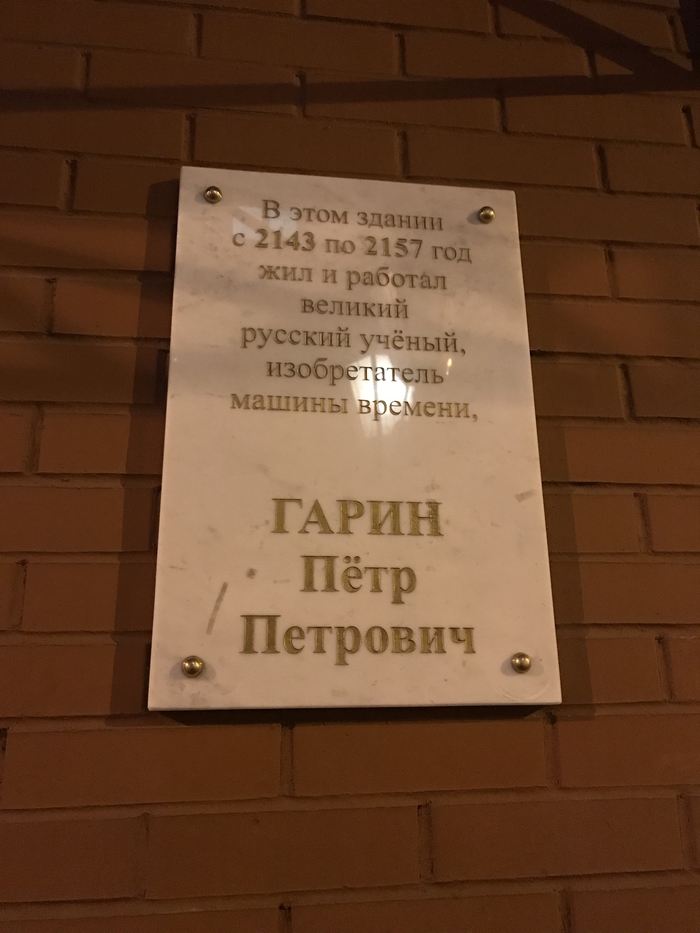 В этом здании
с 2143 по 2157 год
жил и работал
великий
русский учёный,
изобретатель
машины времени,
ГАРИН
Пётр
Петрович